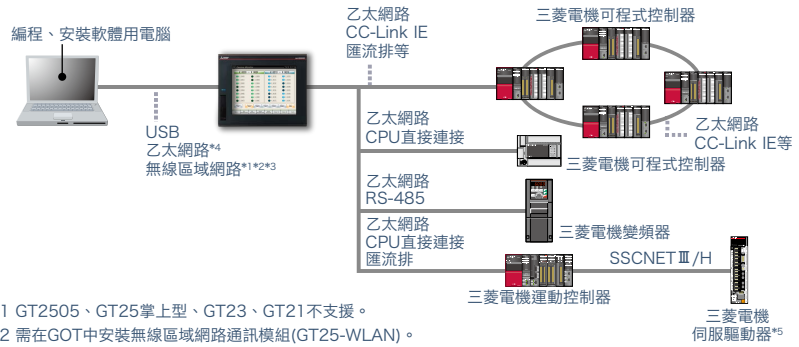 編程、安裝軟體用電腦
USB
乙太網路*4
無線區域網路*1*2*3
乙太網路
CC-Link IE
匯流排等
三菱電機可程式控制器
乙太網路
CC-Link IE等
乙太網路
CPU直接連接
三菱電機可程式控制器
乙太網路
RS-485
三菱電機變頻器
乙太網路
CPU直接連接
匯流排
SSCNETⅢ/H
三菱電機運動控制器
三菱電機
伺服驅動器*5
1 GT2505、GT25掌上型、GT23、GT21不支援。
2 需在GOT中安裝無線區域網路通訊模組(GT25-WLAN)。